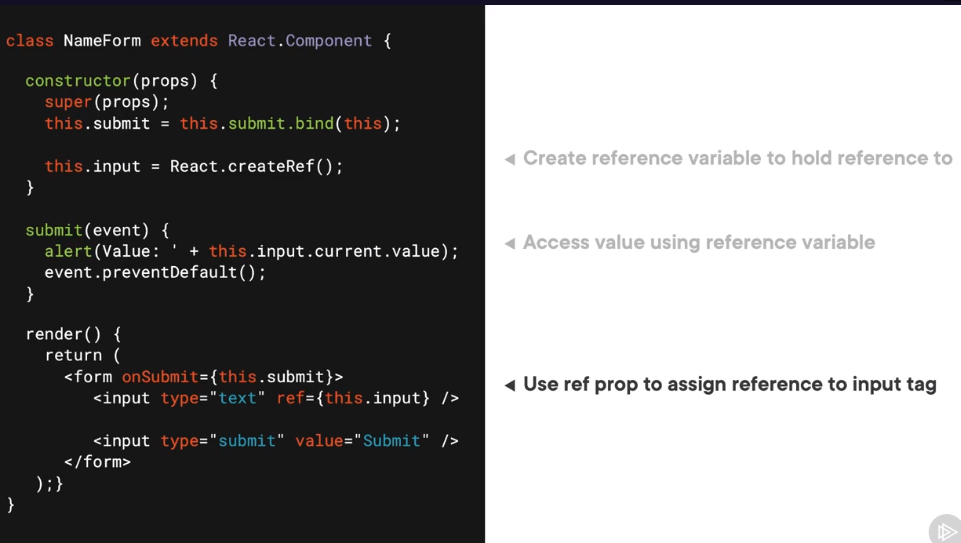 class NameForm extends React.Component {
constructor(props) {
super(props);
this.submit = this.submit.bind(this);
this.input = React.createRef();
}
Create reference variable to hold reference to
submit(event) {
alert(Value: ' + this.input.current.value);
event.preventDefault();
}
Access value using reference variable
render() {
return (
<form onSubmit={this.submit}>
<input type="text" ref={this.input} />
<input type="submit" value="Submit" />
</form>
);}
}
Use ref prop to assign reference to input tag